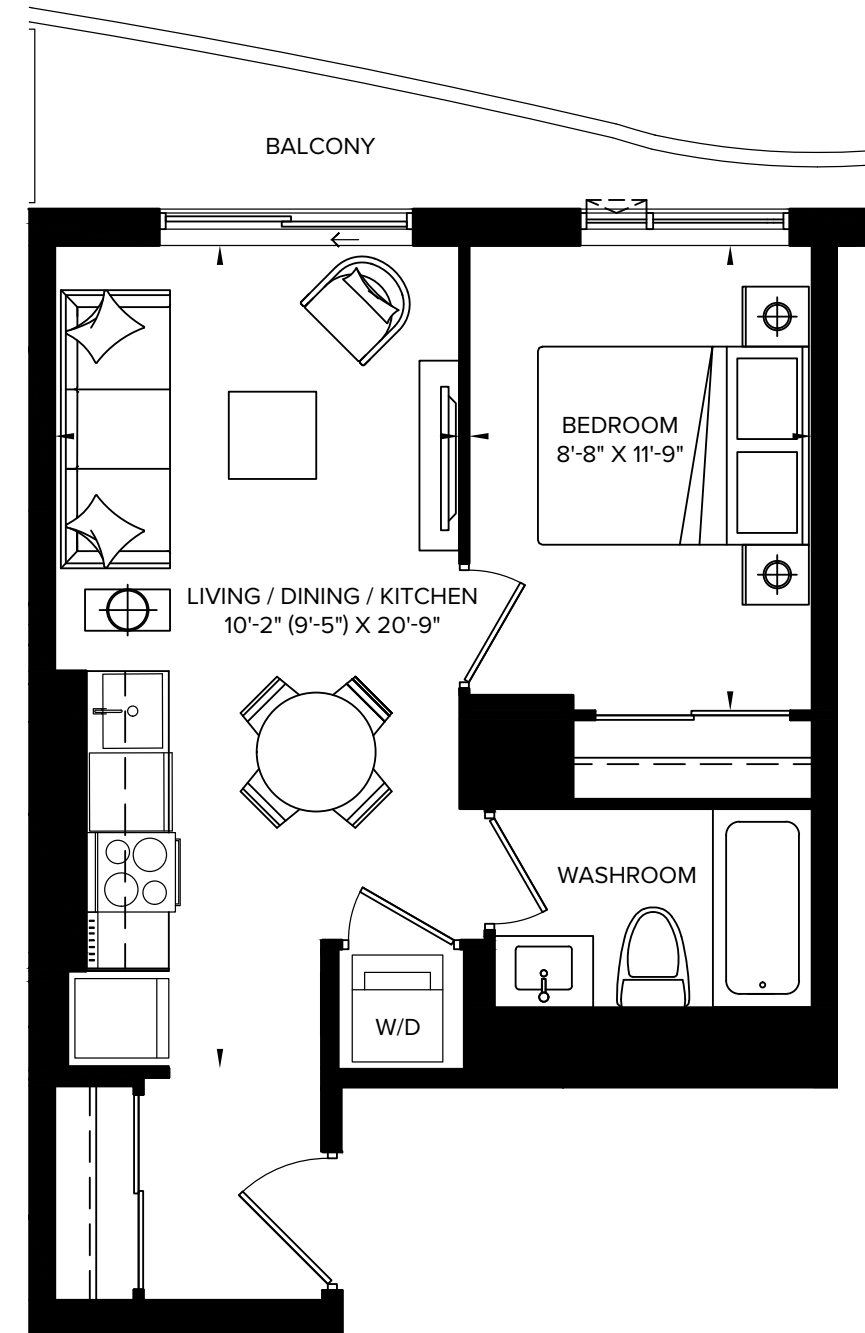 BALCONY
BEDROOM
8'-8" X 11'-9"
LIVING / DINING / KITCHEN
10'-2" (9'-5") X 20'-9"
WASHROOM
W/D